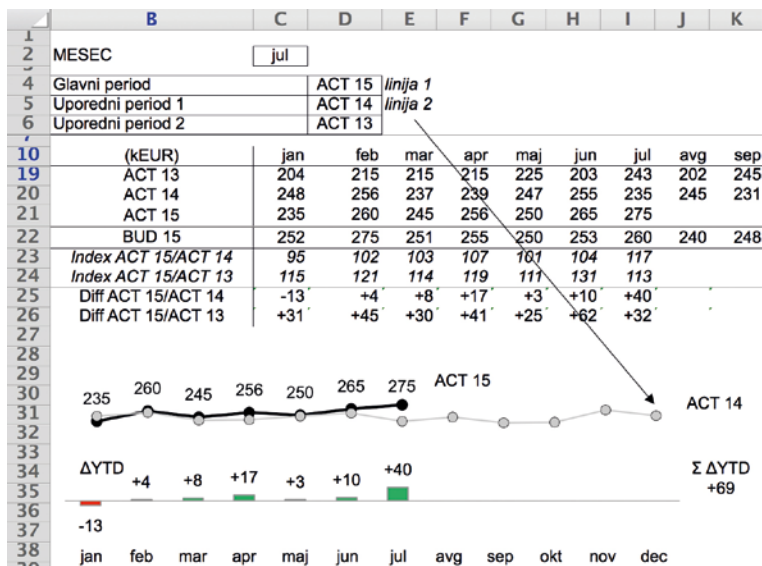 B C D E F G H I J K
1
2 MESEC jul
3
4 Glavni period ACT 15 linija 1
5 Uporedni period 1 ACT 14 linija 2
6 Uporedni period 2 ACT 13
7
10 (kEUR) jan feb mar apr maj jun jul avg sep
19 ACT 13 204 215 215 215 225 203 243 202 245
20 ACT 14 248 256 237 239 247 255 235 245 231
21 ACT 15 235 260 245 256 250 265 275
22 BUD 15 252 275 251 255 250 253 260 240 248
23 Index ACT 15/ACT 14 95 102 103 107 101 104 117
24 Index ACT 15/ACT 13 115 121 114 119 111 131 113
25 Diff ACT 15/ACT 14 -13 +4 +8 +17 +3 +10 +40
26 Diff ACT 15/ACT 13 +31 +45 +30 +41 +25 +62 +32
27
28
29
30 235 260 245 256 250 265 275 ACT 15
31 ACT 14
32
33
34 ΔYTD +4 +8 +17 +3 +10 +40 Σ ΔYTD
35 +69
36
37 -13
38 jan feb mar apr maj jun jul avg sep okt nov dec